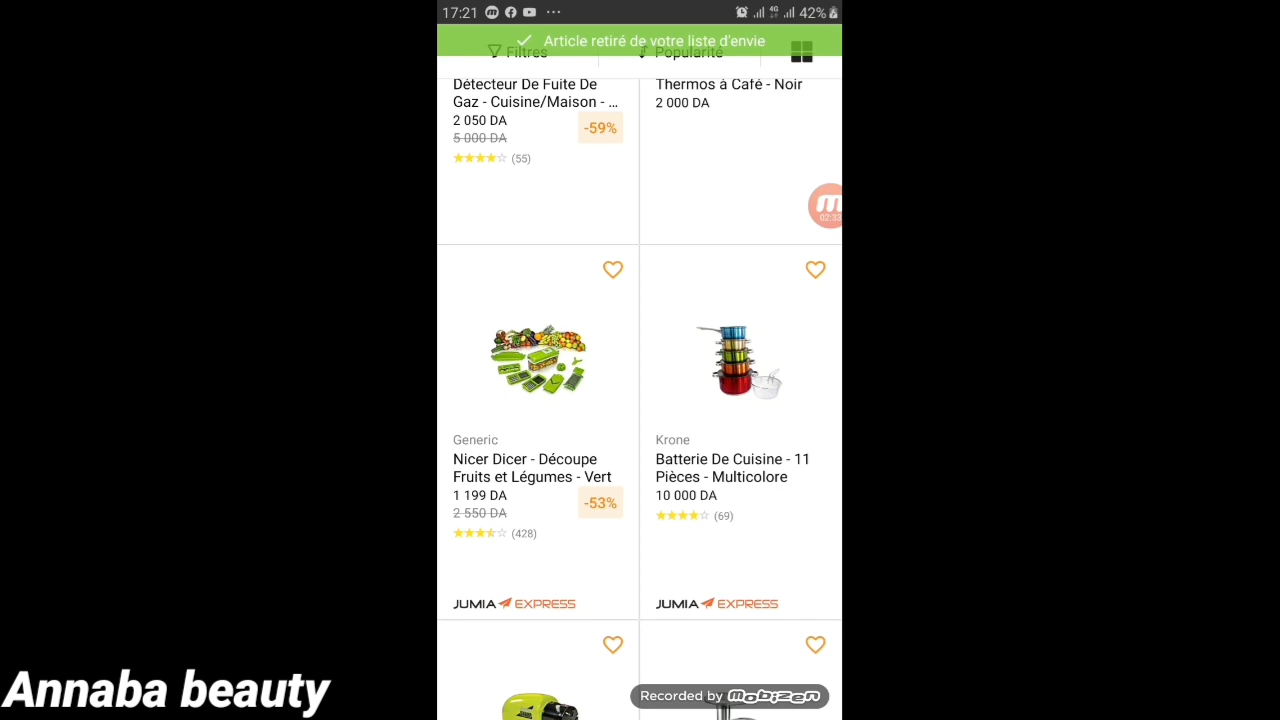 17:21
4G
42%
Article retiré de votre liste d'envie
Filtres
Popularité
Détecteur De Fuite De
Gaz - Cuisine/Maison - …
2 050 DA
5 000 DA
-59%
(55)
Thermos à Café - Noir
2 000 DA
02:33
Generic
Nicer Dicer - Découpe
Fruits et Légumes - Vert
1 199 DA
2 550 DA
-53%
(428)
JUMIA EXPRESS
Krone
Batterie De Cuisine - 11
Pièces - Multicolore
10 000 DA
(69)
JUMIA EXPRESS
Annaba beauty
Recorded by mobizen